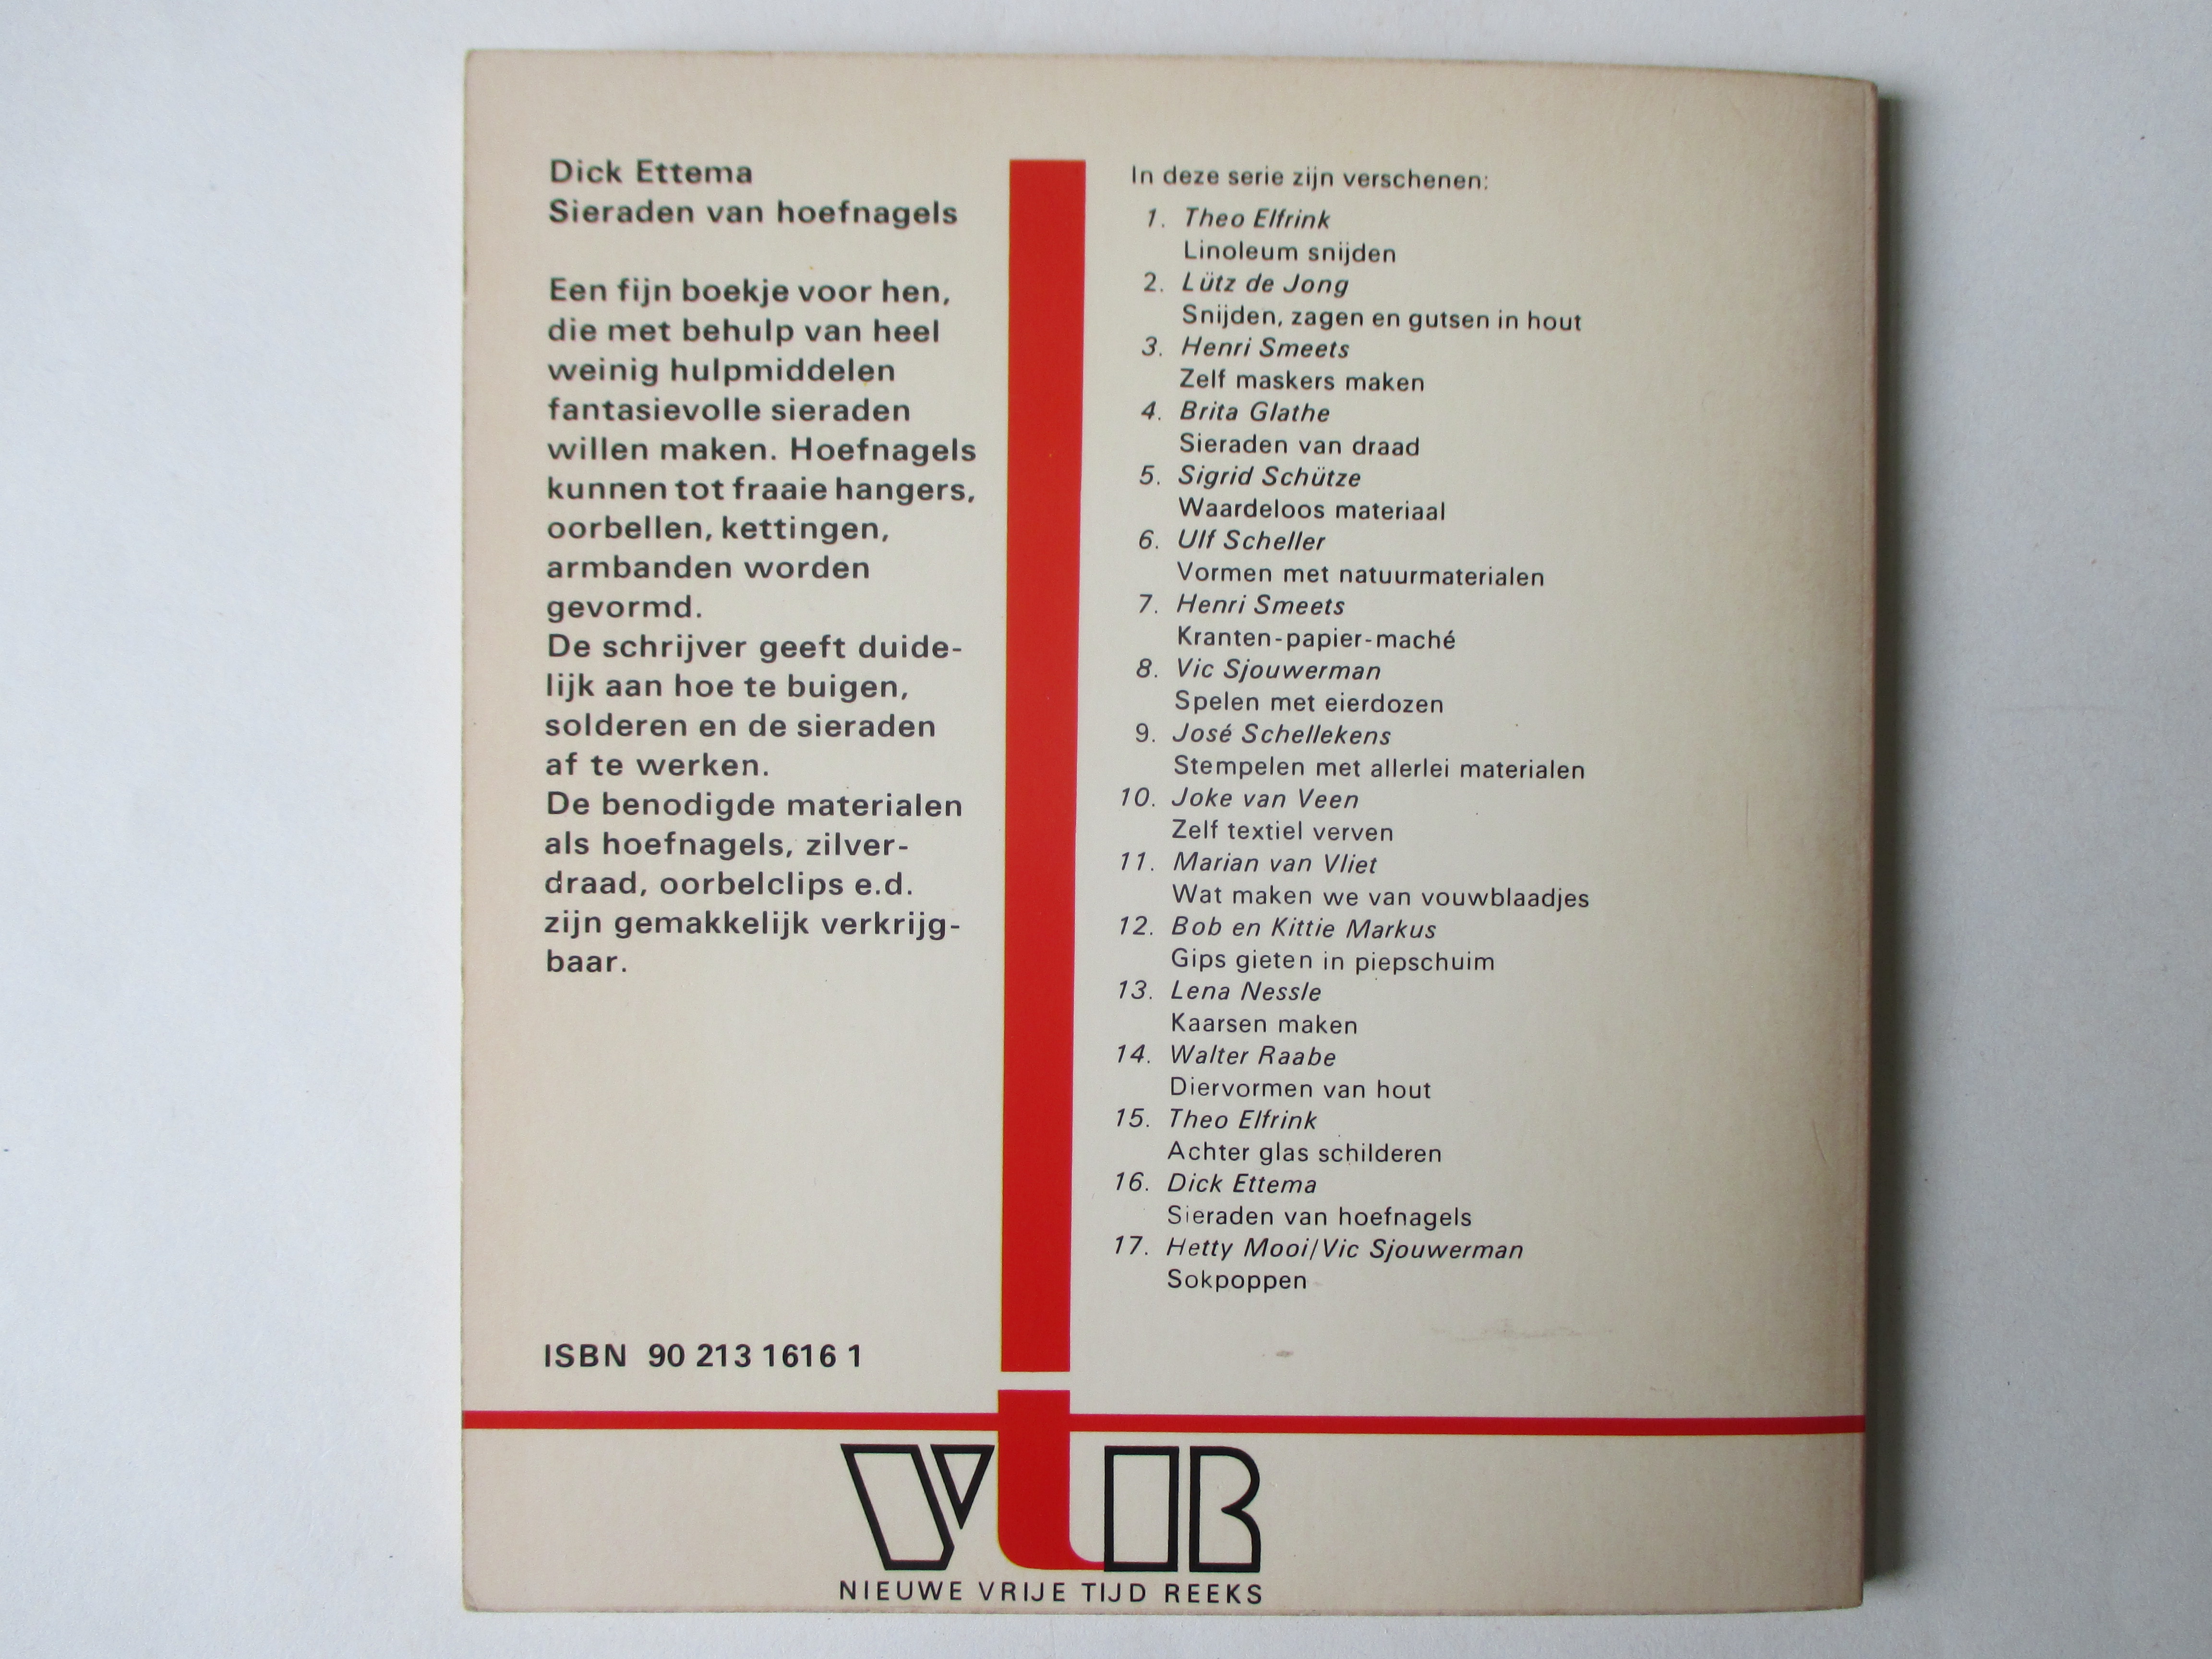 Dick Ettema
Sieraden van hoefnagels
Een fijn boekje voor hen,
die met behulp van heel
weinig hulpmiddelen
fantasievolle sieraden
willen maken. Hoefnagels
kunnen tot fraaie hangers,
oorbellen, kettingen,
armbanden worden
gevormd.
De schrijver geeft duide-
lijk aan hoe te buigen,
solderen en de sieraden
af te werken.
De benodigde materialen
als hoefnagels, zilver-
draad, oorbelclips e.d.
zijn gemakkelijk verkrijg-
baar.
ISBN 90 213 1616 1
In deze serie zijn verschenen:
1. Theo Elfrink
Linoleum snijden
2. Lütz de Jong
Snijden, zagen en gutsen in hout
3. Henri Smeets
Zelf maskers maken
4. Brita Glathe
Sieraden van draad
5. Sigrid Schütze
Waardeloos materiaal
6. Ulf Scheller
Vormen met natuurmaterialen
7. Henri Smeets
Kranten-papier-maché
8. Vic Sjouwerman
Spelen met eierdozen
9. José Schellekens
Stempelen met allerlei materialen
10. Joke van Veen
Zelf textiel verven
11. Marian van Vliet
Wat maken we van vouwblaadjes
12. Bob en Kittie Markus
Gips gieten in piepschuim
13. Lena Nessle
Kaarsen maken
14. Walter Raabe
Diervormen van hout
15. Theo Elfrink
Achter glas schilderen
16. Dick Ettema
Sieraden van hoefnagels
17. Hetty Mooi/Vic Sjouwerman
Sokpoppen
VtR
NIEUWE VRIJE TIJD REEKS